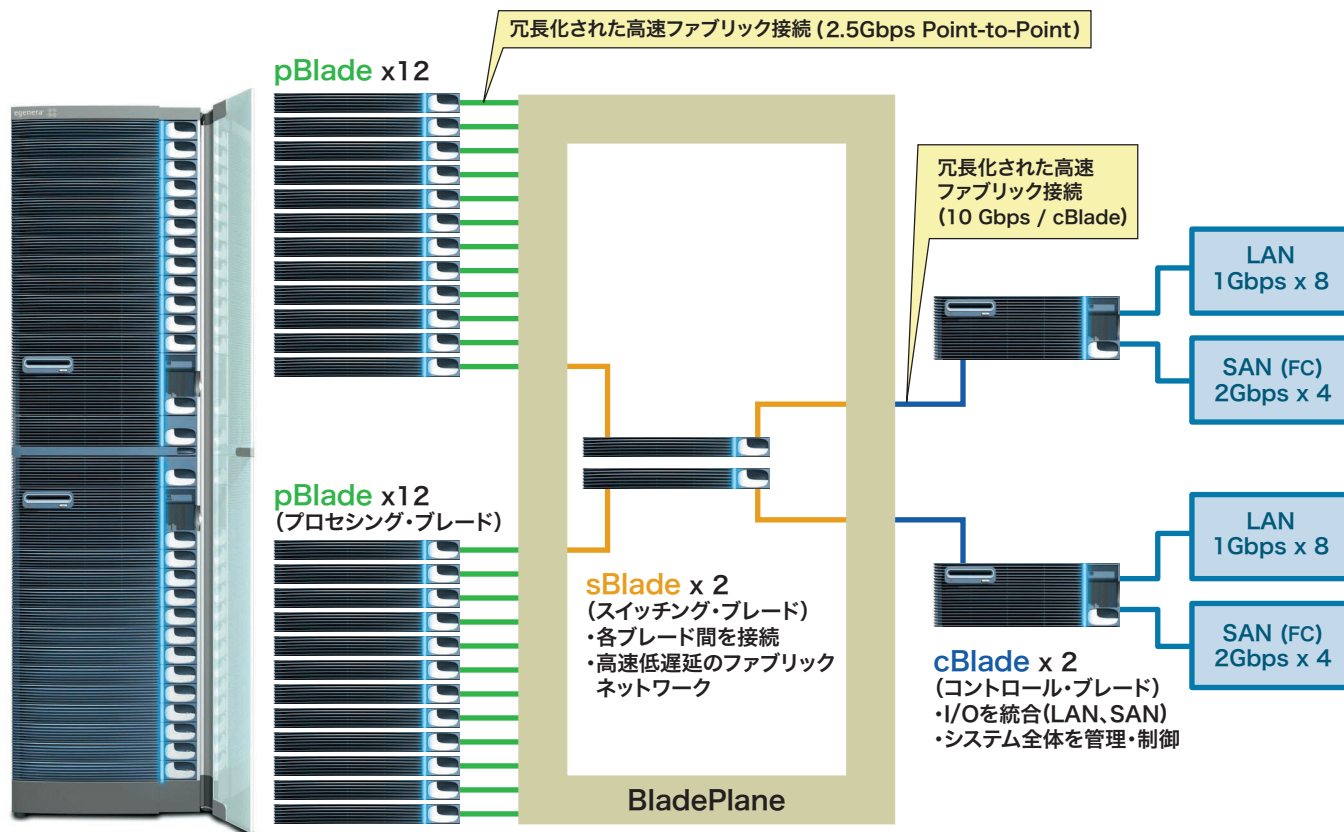 冗長化された高速ファブリック接続 (2.5Gbps Point-to-Point)
pBlade x12
egenera
冗長化された高速
ファブリック接続
(10 Gbps / cBlade)
LAN
1Gbps x 8
SAN (FC)
2Gbps x 4
pBlade x12
(プロセシング・ブレード)
sBlade x 2
(スイッチング・ブレード)
・各ブレード間を接続
・高速低遅延のファブリック
ネットワーク
LAN
1Gbps x 8
SAN (FC)
2Gbps x 4
cBlade x 2
(コントロール・ブレード)
・I/Oを統合(LAN、SAN)
・システム全体を管理・制御
BladePlane